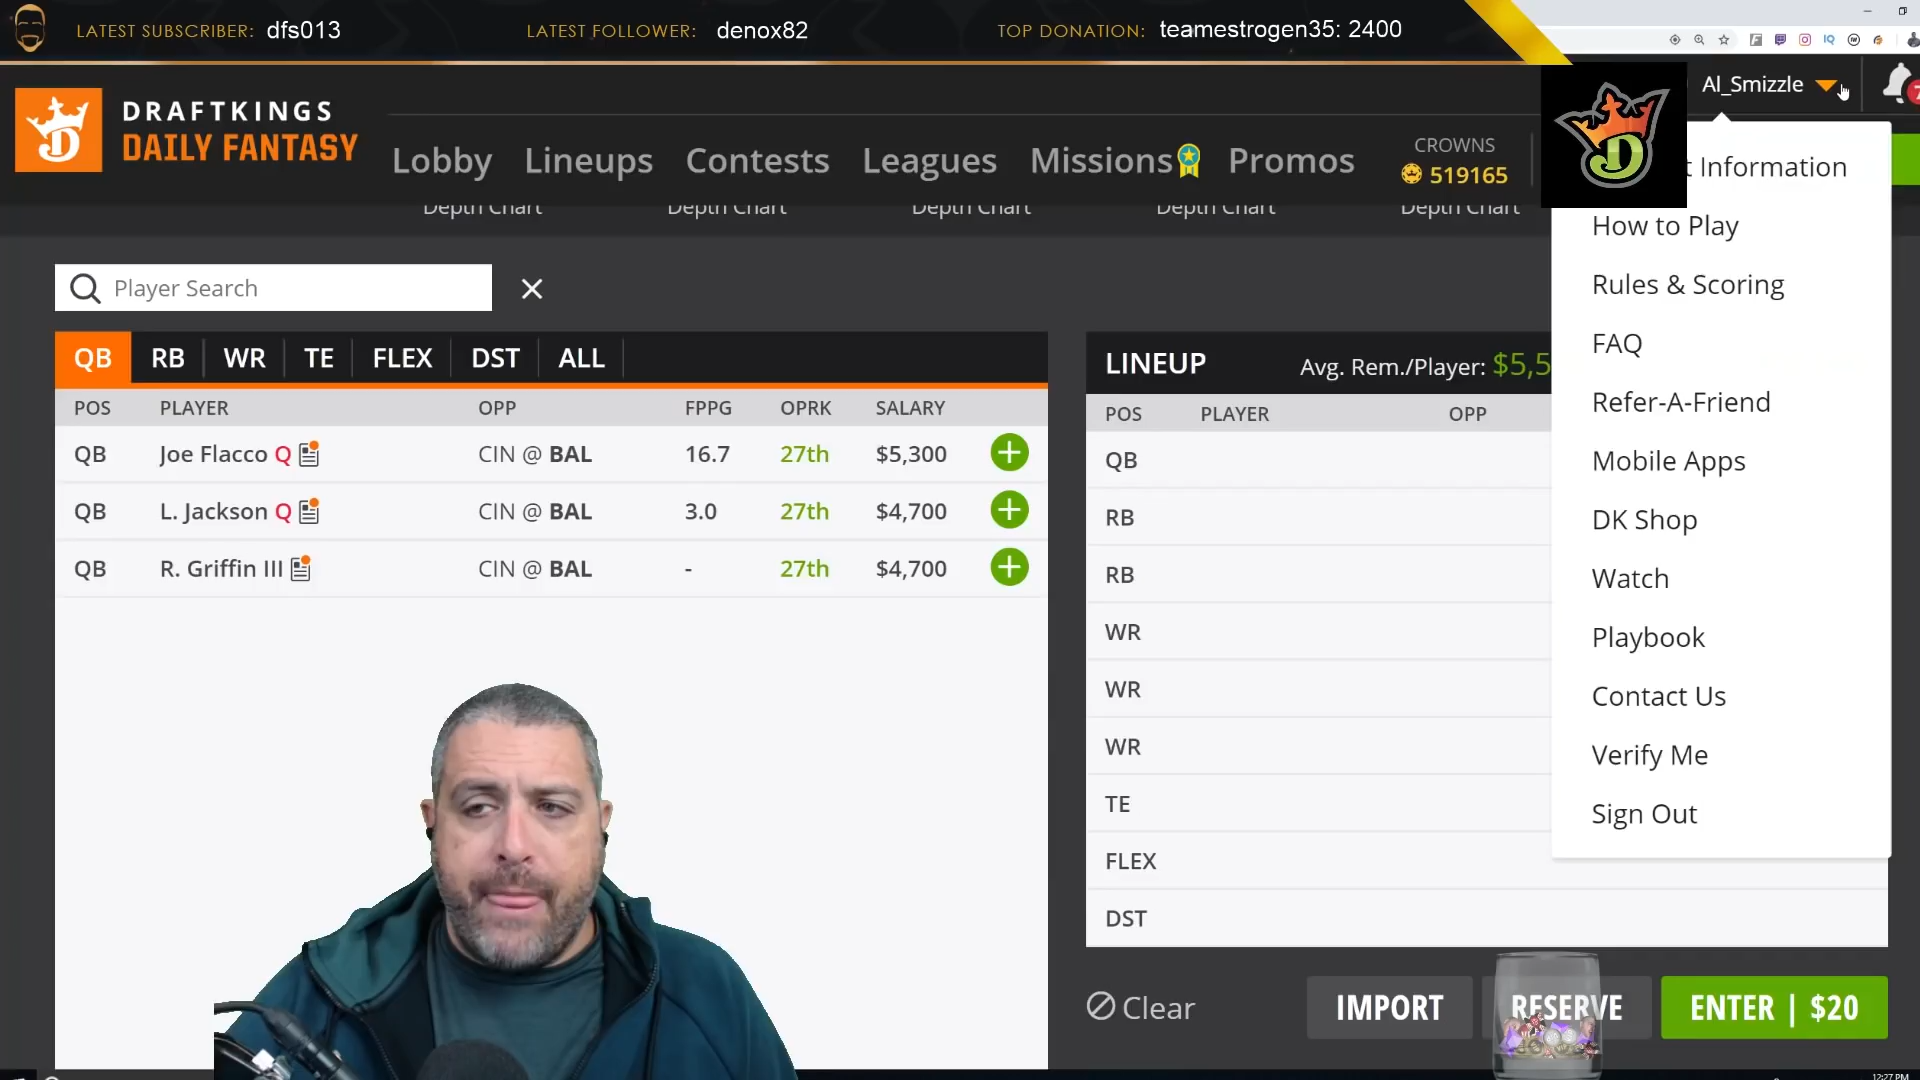 LATEST SUBSCRIBER: dfs013
LATEST FOLLOWER: denox82
TOP DONATION: teamestrogen35: 2400
DRAFTKINGS
DAILY FANTASY
Lobby
Lineups
Contests
Leagues
Missions
Promos
CROWNS
519165
Al_Smizzle
7
Depth Chart
Depth Chart
Depth Chart
Depth Chart
Depth Chart
Information
How to Play
Rules & Scoring
FAQ
Refer-A-Friend
Mobile Apps
DK Shop
Watch
Playbook
Contact Us
Verify Me
Sign Out
Player Search
QB RB WR TE FLEX DST ALL
POS PLAYER OPP FPPG OPRK SALARY
QB Joe Flacco Q CIN @ BAL 16.7 27th $5,300
QB L. Jackson Q CIN @ BAL 3.0 27th $4,700
QB R. Griffin III CIN @ BAL - 27th $4,700
LINEUP Avg. Rem./Player: $5,5
POS PLAYER OPP
QB
RB
RB
WR
WR
WR
TE
FLEX
DST
Clear
IMPORT
RESERVE
ENTER | $20
12:27 PM